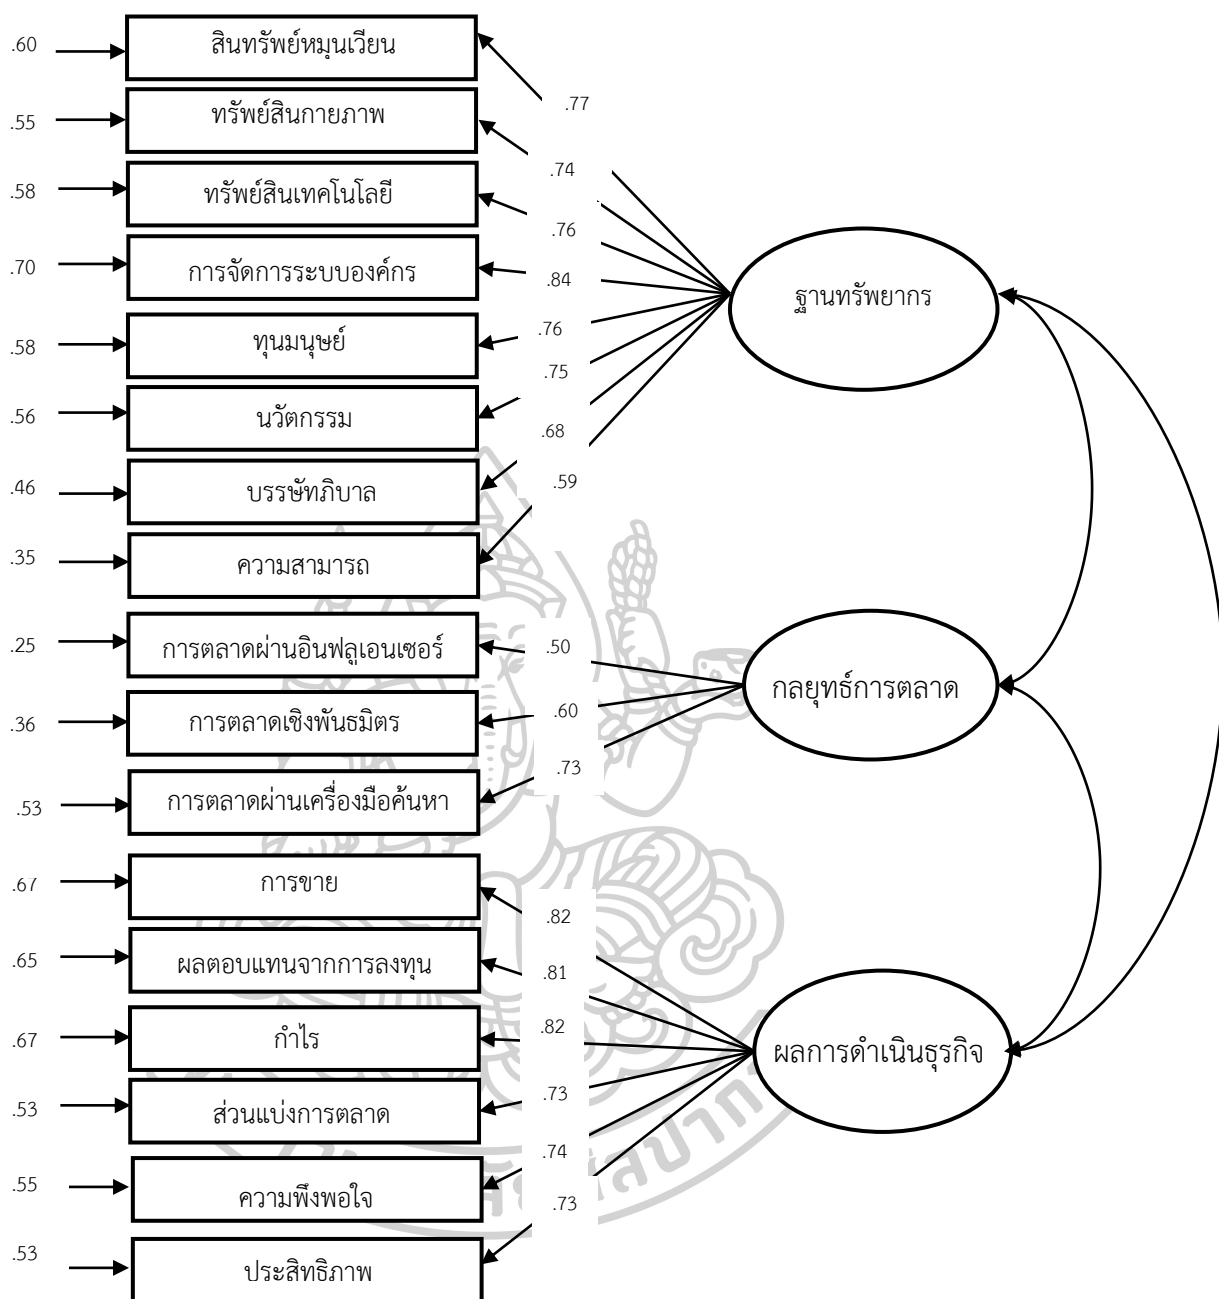 .60 สินทรัพย์หมุนเวียน
.77
.55 ทรัพย์สินกายภาพ
.74
.58 ทรัพย์สินเทคโนโลยี
.76
.70 การจัดการระบบองค์กร
.84
ฐานทรัพยากร
.58 ทุนมนุษย์
.76
.75
.56 นวัตกรรม
.68
.46 บรรษัทภิบาล
.59
.35 ความสามารถ
.25 การตลาดผ่านอินฟลูเอนเซอร์
.50
กลยุทธ์การตลาด
.36 การตลาดเชิงพันธมิตร
.60
.73
.53 การตลาดผ่านเครื่องมือค้นหา
.67 การขาย
.82
.65 ผลตอบแทนจากการลงทุน
.81
.67 กำไร
.82
ผลการดำเนินธุรกิจ
.53 ส่วนแบ่งการตลาด
.73
.74
.55 ความพึงพอใจ
.73
.53 ประสิทธิภาพ